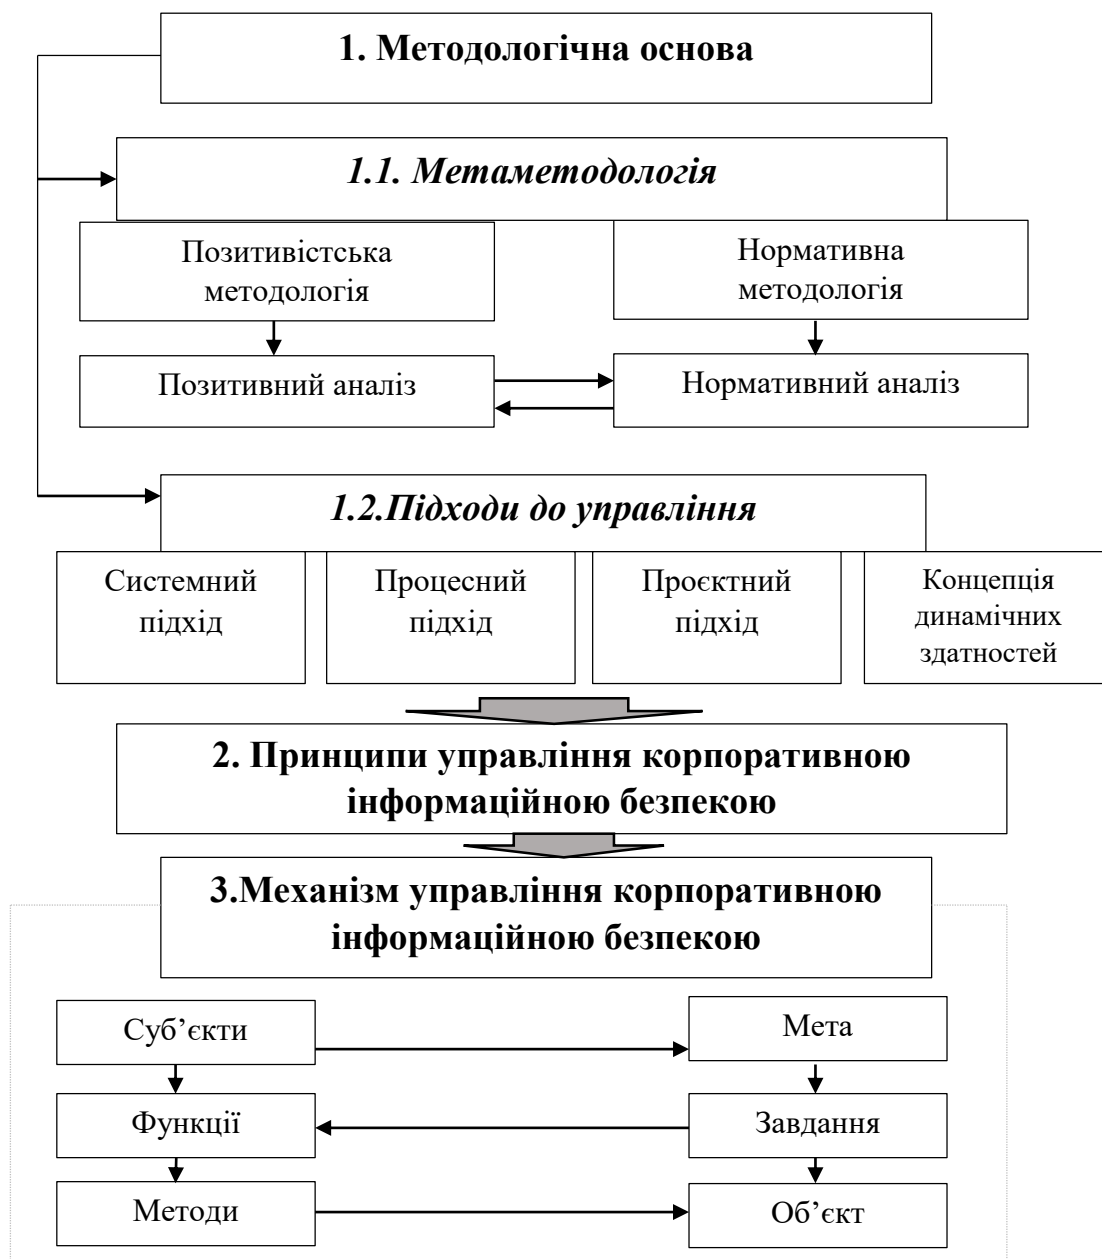 1. Методологічна основа
1.1. Метаметодологія
Позитивістська
методологія
Нормативна
методологія
Позитивний аналіз
Нормативний аналіз
1.2.Підходи до управління
Системний
підхід
Процесний
підхід
Проєктний
підхід
Концепція
динамічних
здатностей
2. Принципи управління корпоративною
інформаційною безпекою
3.Механізм управління корпоративною
інформаційною безпекою
Суб’єкти
Мета
Функції
Завдання
Методи
Об’єкт